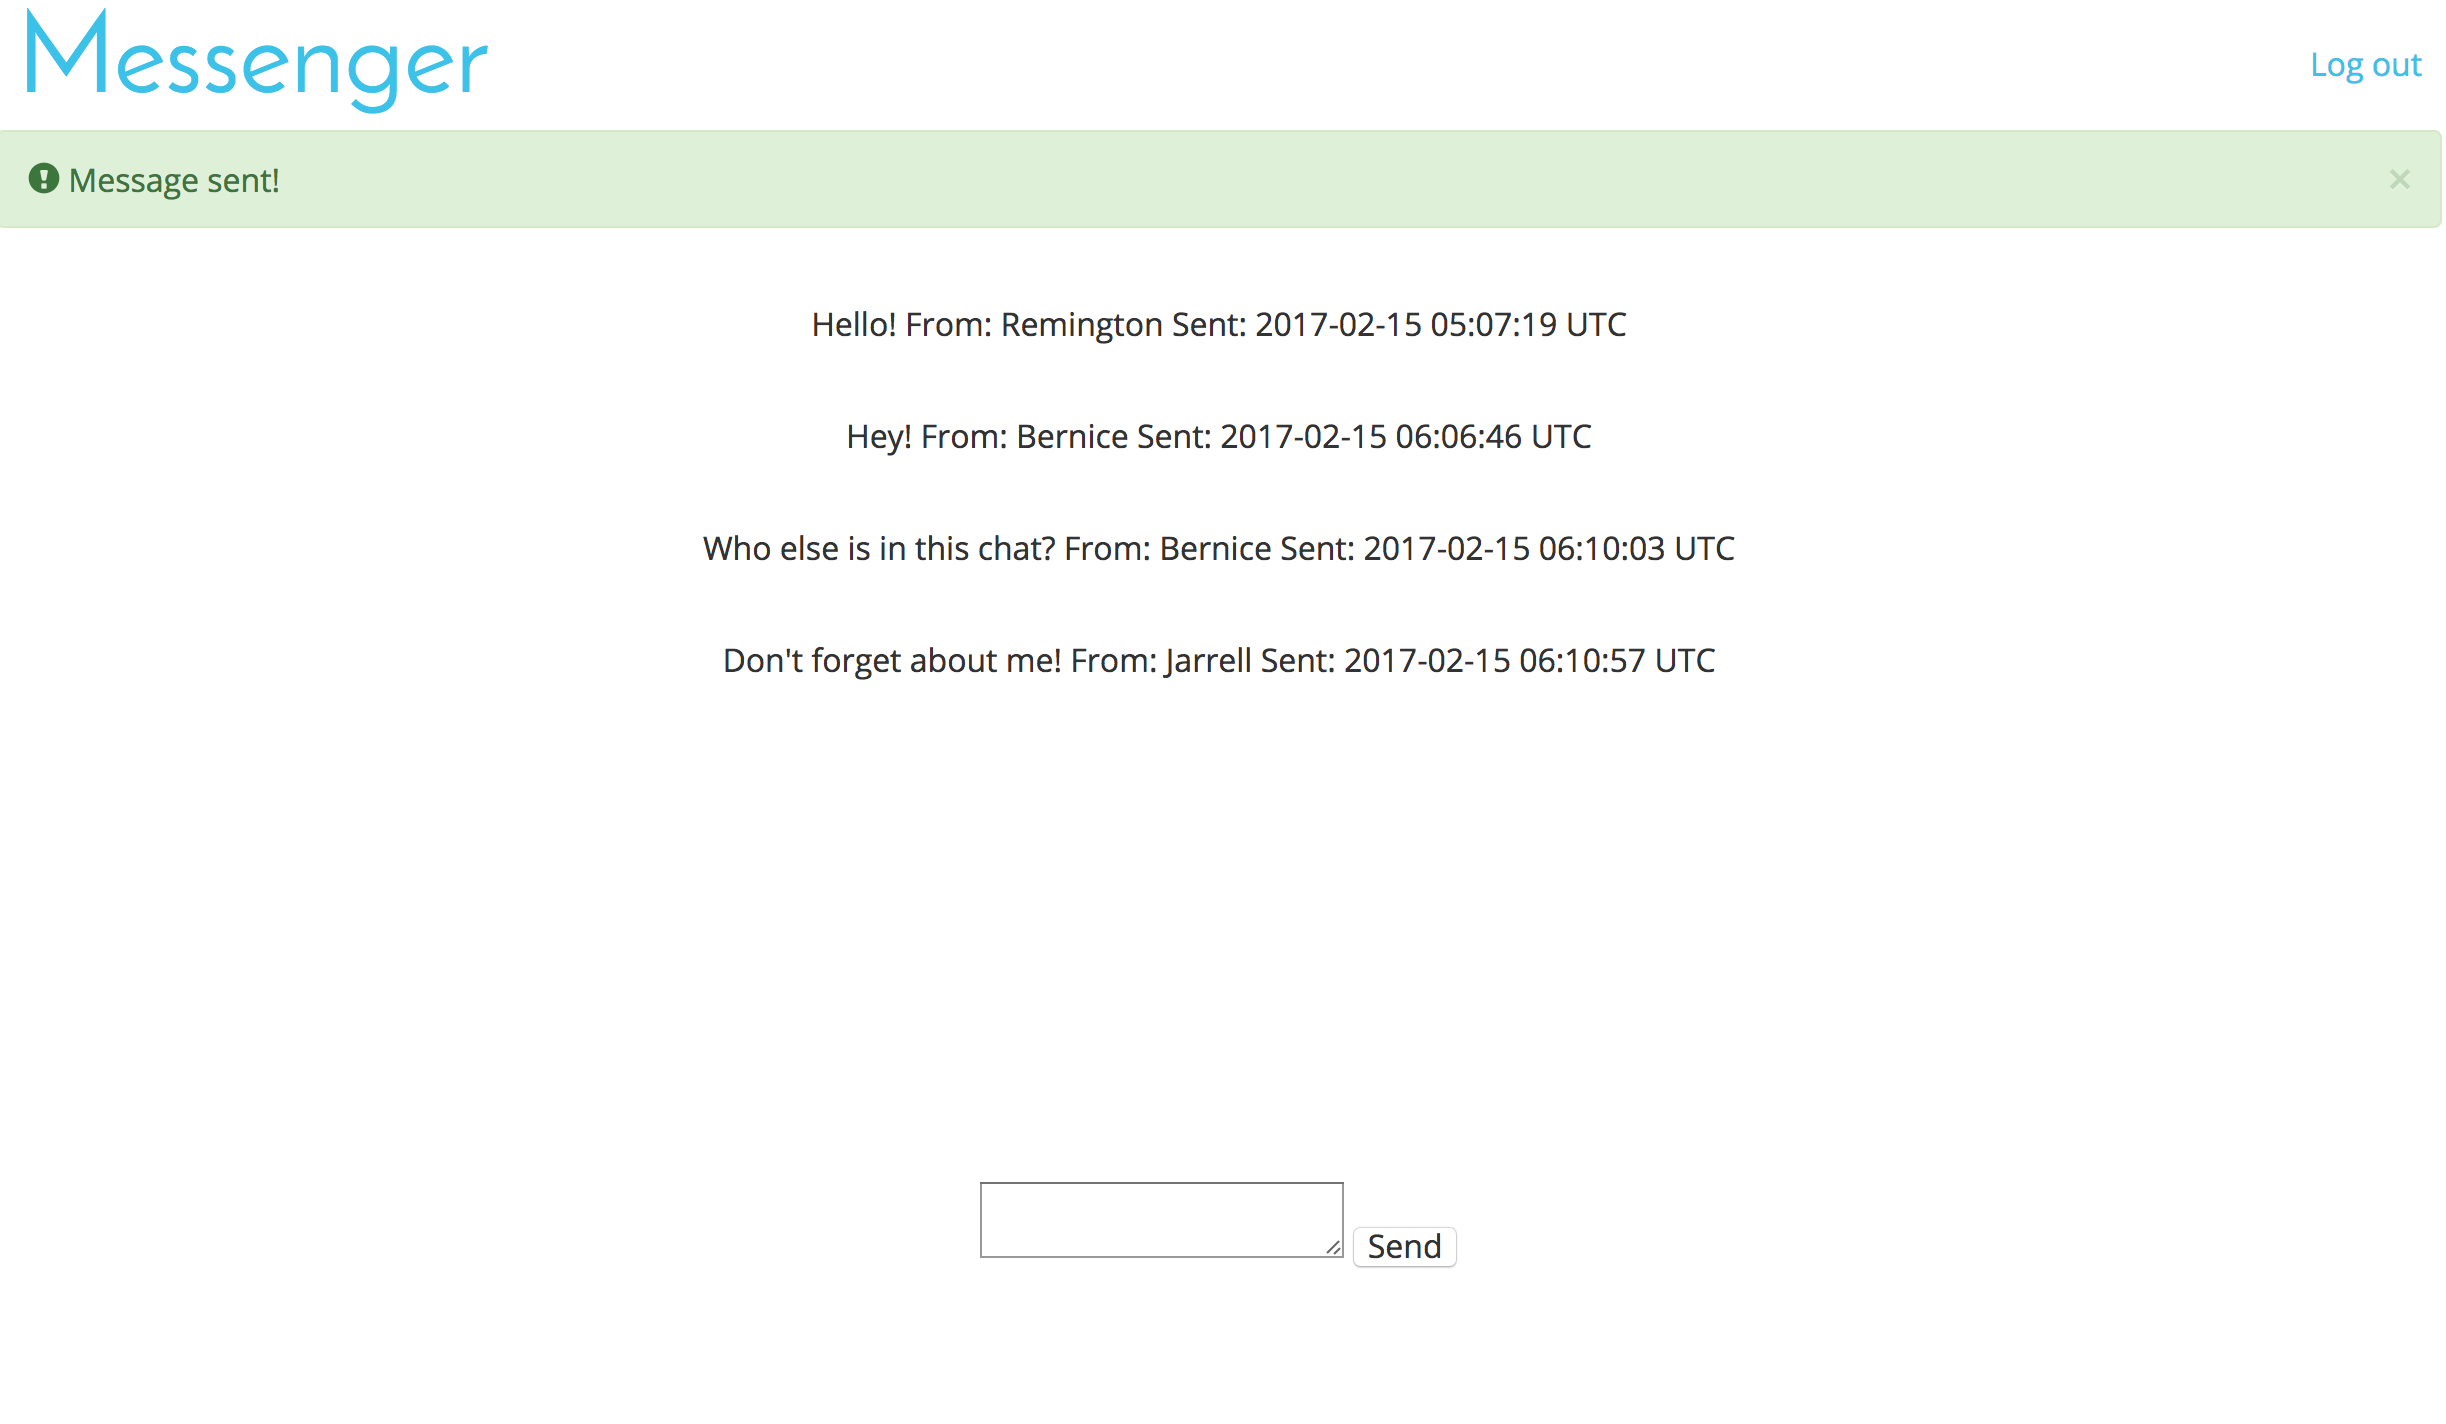 Messenger
Log out
Message sent!
×
Hello! From: Remington Sent: 2017-02-15 05:07:19 UTC
Hey! From: Bernice Sent: 2017-02-15 06:06:46 UTC
Who else is in this chat? From: Bernice Sent: 2017-02-15 06:10:03 UTC
Don't forget about me! From: Jarrell Sent: 2017-02-15 06:10:57 UTC
Send